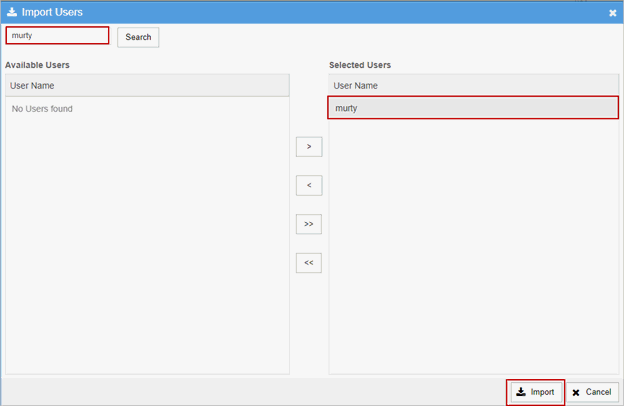 Import Users
murty
Search
Available Users
User Name
No Users found
>
<
>>
<<
Selected Users
User Name
murty
Import
Cancel